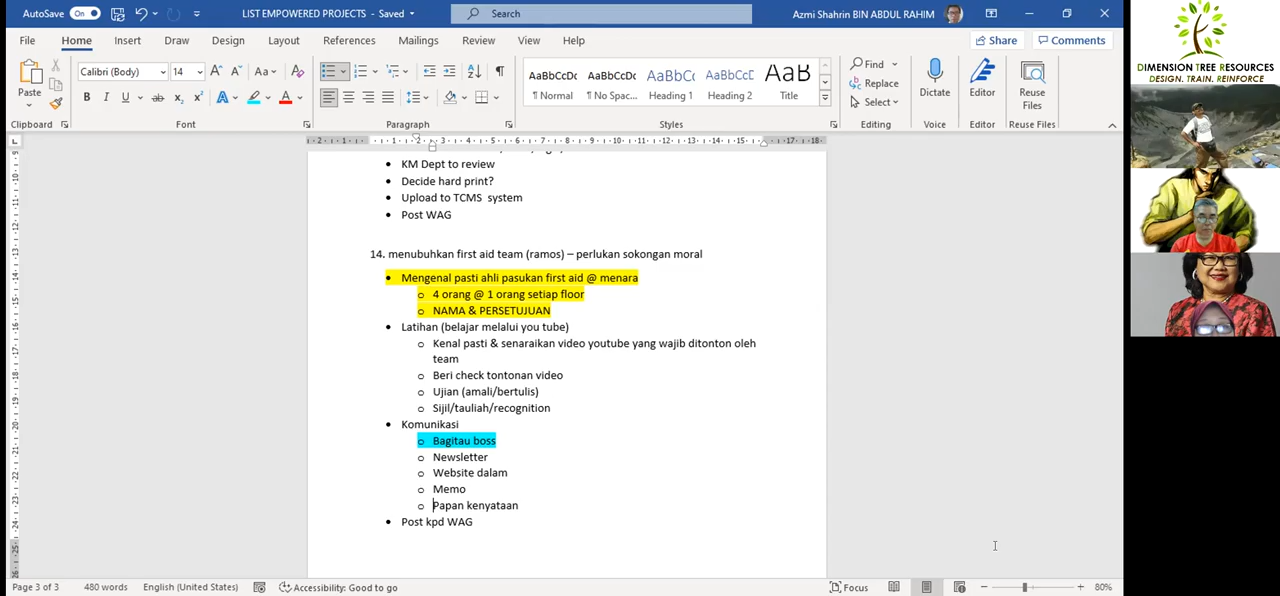 AutoSave On LIST EMPOWERED PROJECTS - Saved Search Azmi Shahrin BIN ABDUL RAHIM
File Home Insert Draw Design Layout References Mailings Review View Help Share Comments
Paste Calibri (Body) 14 A A Aa A
B I U ab x₂ x² A A
AaBbCcDc AaBbCcDc AaBbCcC AaBbCcD AaB
¶ Normal ¶ No Spac... Heading 1 Heading 2 Title
Find
Replace
Select
Dictate
Editor
Reuse
Files
Clipboard Font Paragraph Styles Editing Voice Editor Reuse Files
KM Dept to review
Decide hard print?
Upload to TCMS system
Post WAG
14. menubuhkan first aid team (ramos) – perlukan sokongan moral
Mengenal pasti ahli pasukan first aid @ menara
4 orang @ 1 orang setiap floor
NAMA & PERSETUJUAN
Latihan (belajar melalui you tube)
Kenal pasti & senaraikan video youtube yang wajib ditonton oleh
team
Beri check tontonan video
Ujian (amali/bertulis)
Sijil/tauliah/recognition
Komunikasi
Bagitau boss
Newsletter
Website dalam
Memo
Papan kenyataan
Post kpd WAG
Page 3 of 3 480 words English (United States) Accessibility: Good to go Focus 80%
DIMENSION TREE RESOURCES
DESIGN. TRAIN. REINFORCE